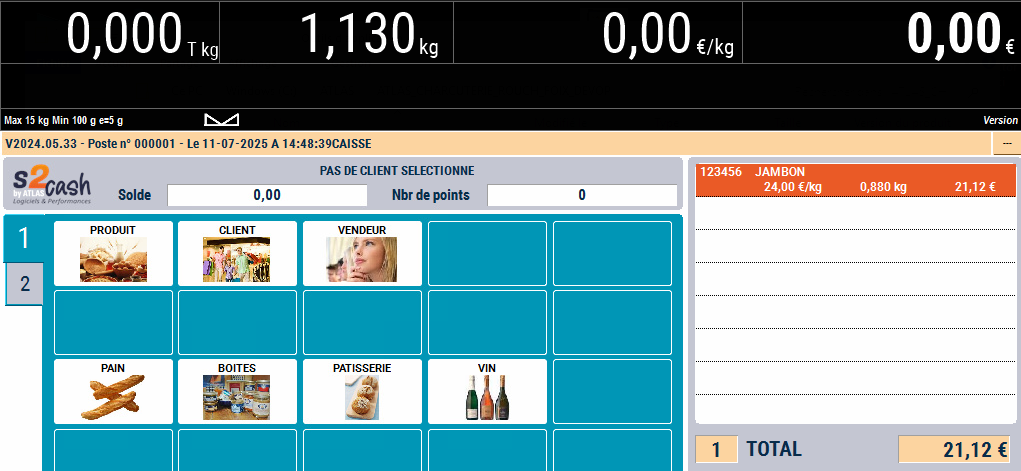 0,000 T kg 1,130 kg 0,00 €/kg 0,00 €
Max 15 kg Min 100 g e=5 g Version
V2024.05.33 - Poste n° 000001 - Le 11-07-2025 A 14:48:39CAISSE ---
s2cash by ATLAS
Logiciels & Performances
PAS DE CLIENT SELECTIONNE
Solde 0,00 Nbr de points 0
123456 JAMBON
24,00 €/kg 0,880 kg 21,12 €
1
2
PRODUIT CLIENT VENDEUR
PAIN BOITES PATISSERIE VIN
1 TOTAL 21,12 €